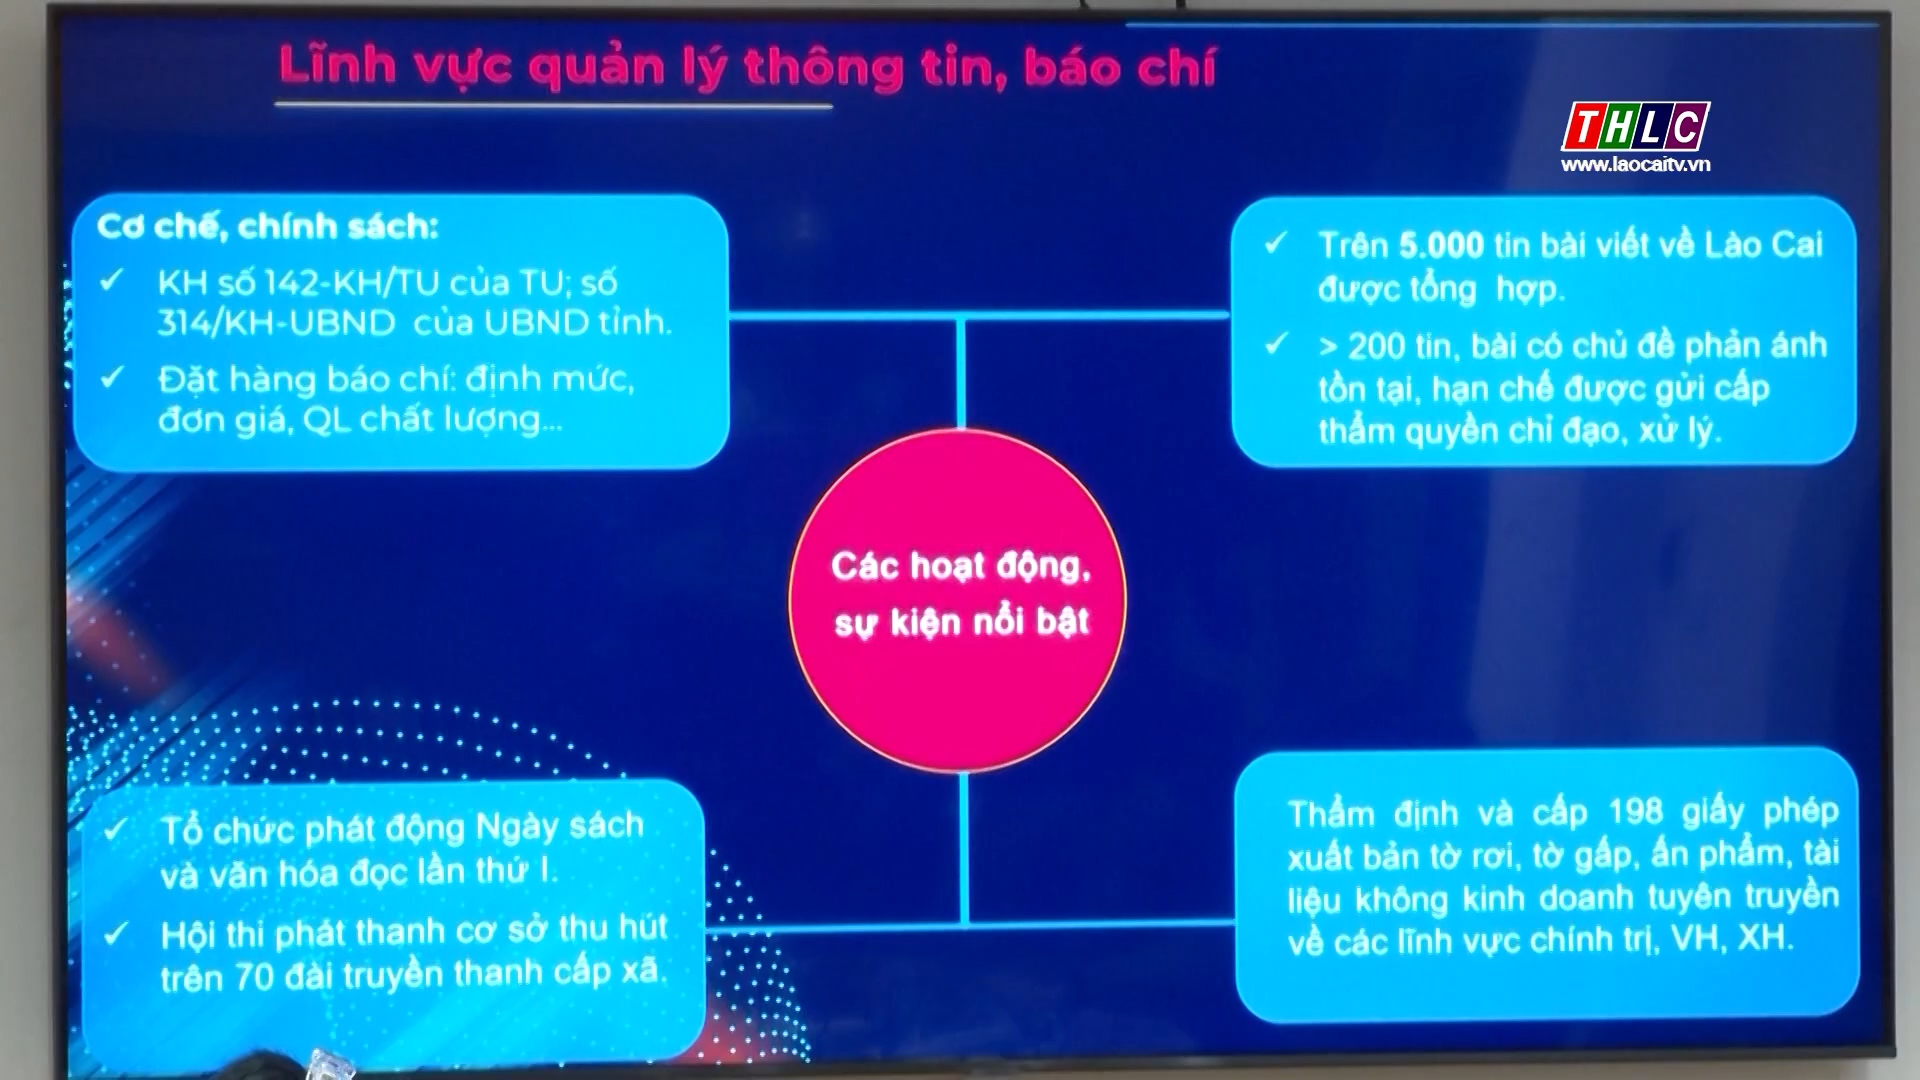 Lĩnh vực quản lý thông tin, báo chí
THLC
www.laocaitv.vn
Cơ chế, chính sách:
✓ KH số 142-KH/TU của TU; số
314/KH-UBND của UBND tỉnh.
✓ Đặt hàng báo chí: định mức,
đơn giá, QL chất lượng...
✓ Trên 5.000 tin bài viết về Lào Cai
được tổng hợp.
✓ > 200 tin, bài có chủ đề phản ánh
tồn tại, hạn chế được gửi cấp
thẩm quyền chỉ đạo, xử lý.
Các hoạt động,
sự kiện nổi bật
✓ Tổ chức phát động Ngày sách
và văn hóa đọc lần thứ I.
✓ Hội thi phát thanh cơ sở thu hút
trên 70 đài truyền thanh cấp xã.
Thẩm định và cấp 198 giấy phép
xuất bản tờ rơi, tờ gấp, ấn phẩm, tài
liệu không kinh doanh tuyên truyền
về các lĩnh vực chính trị, VH, XH.